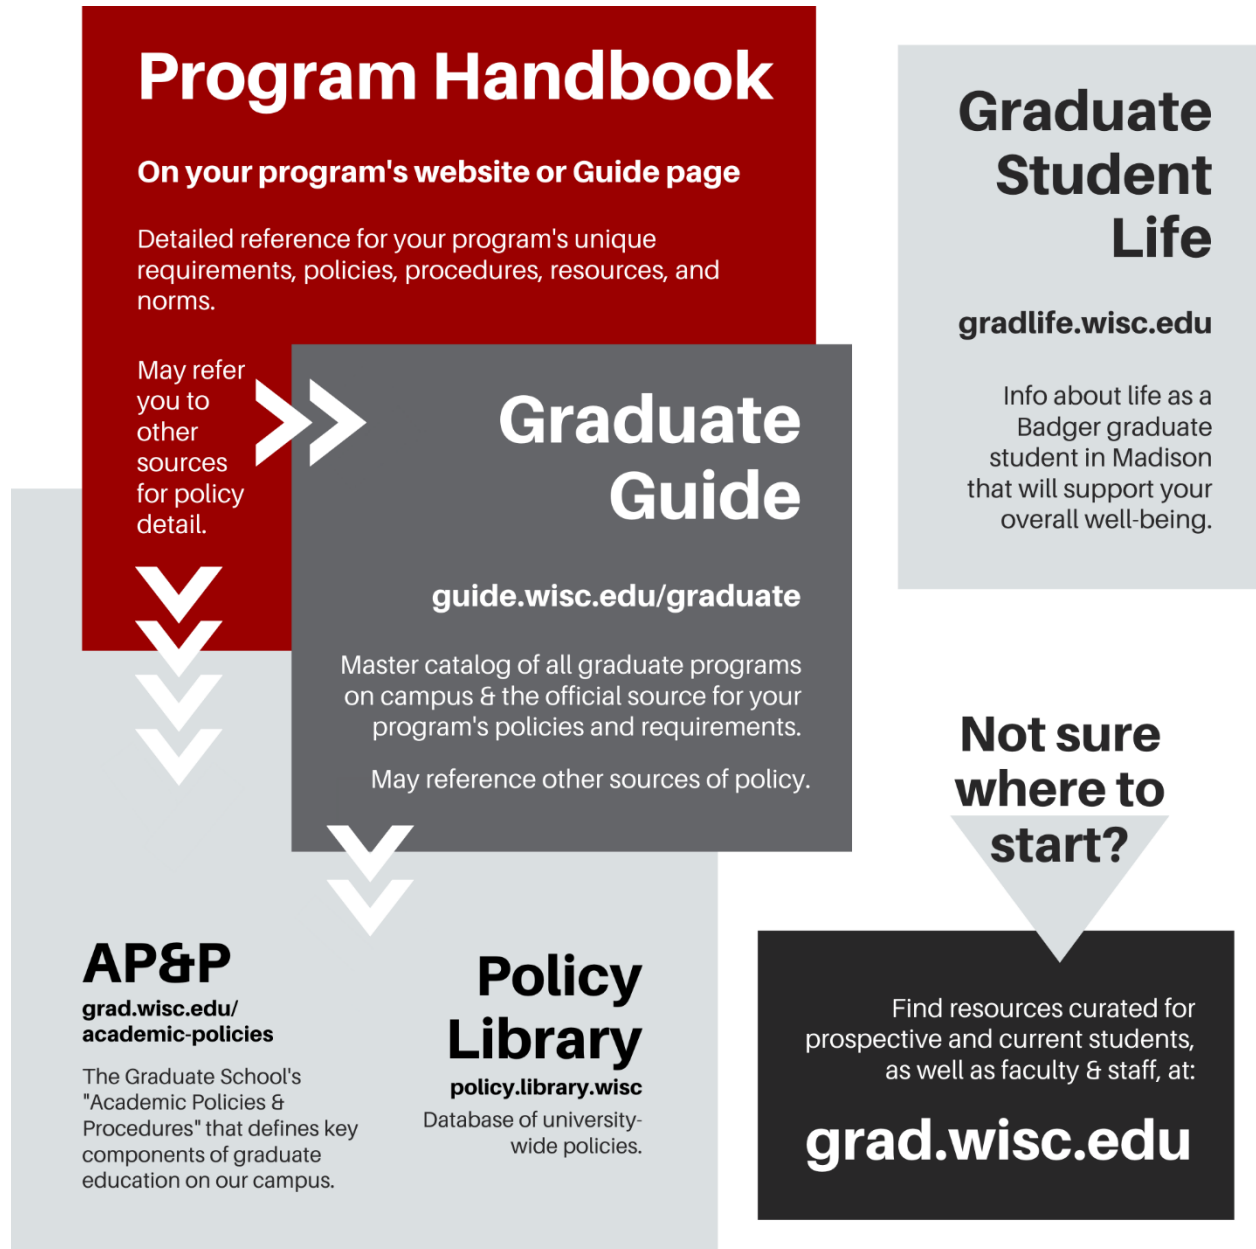 Program Handbook
On your program's website or Guide page
Detailed reference for your program's unique
requirements, policies, procedures, resources, and
norms.
May refer
you to
other
sources
for policy
detail.
Graduate
Guide
guide.wisc.edu/graduate
Master catalog of all graduate programs
on campus & the official source for your
program's policies and requirements.
May reference other sources of policy.
AP&P
grad.wisc.edu/
academic-policies
The Graduate School's
"Academic Policies &
Procedures" that defines key
components of graduate
education on our campus.
Policy
Library
policy.library.wisc
Database of university-
wide policies.
Graduate
Student
Life
gradlife.wisc.edu
Info about life as a
Badger graduate
student in Madison
that will support your
overall well-being.
Not sure
where to
start?
Find resources curated for
prospective and current students,
as well as faculty & staff, at:
grad.wisc.edu